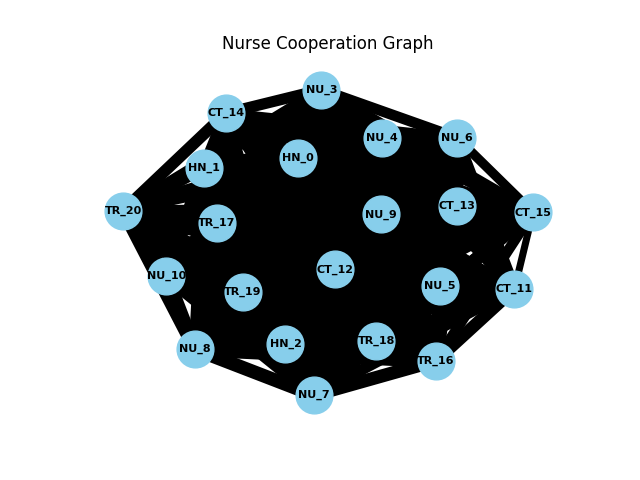 Nurse Cooperation Graph
NU_3
CT_14
NU_4
NU_6
HN_0
HN_1
CT_13
TR_20
CT_15
NU_9
TR_17
CT_12
NU_10
NU_5
CT_11
TR_19
TR_18
HN_2
NU_8
TR_16
NU_7